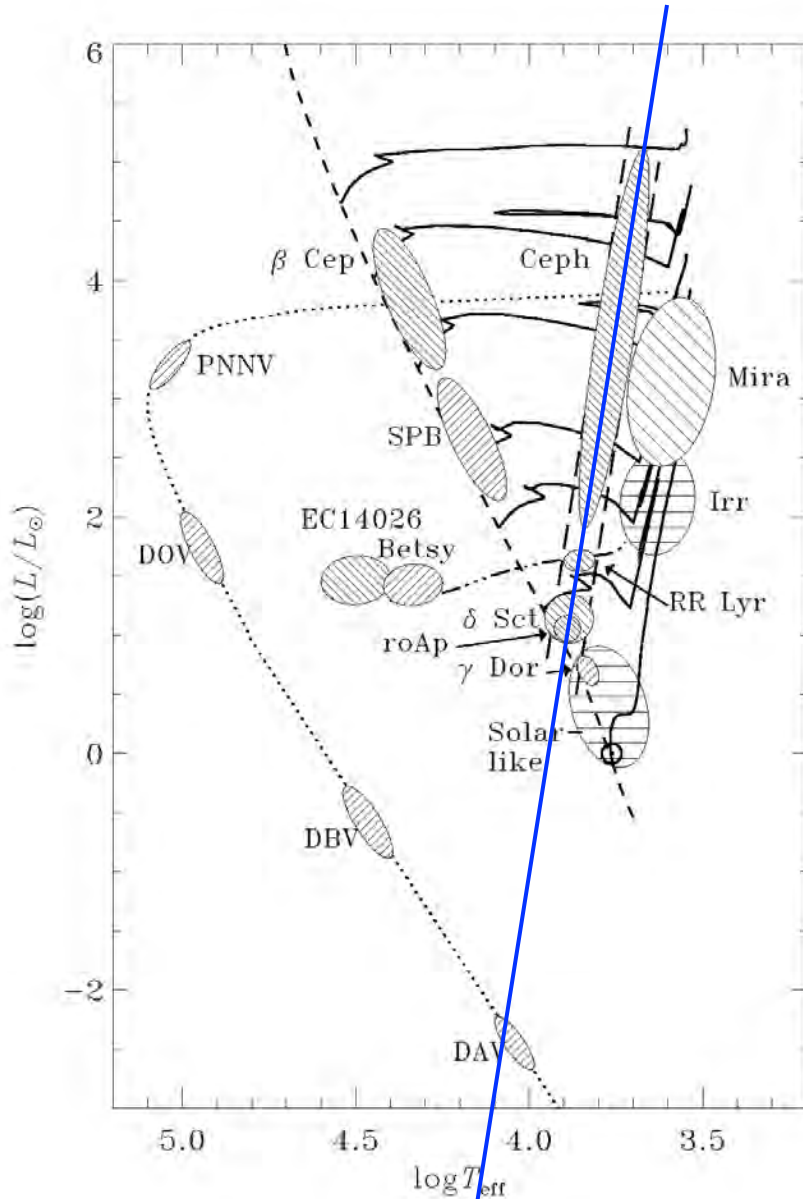 6
β Cep
Ceph
4
PNNV
Mira
SPB
log(L/L⊙)
2
EC14026
Irr
DOV
Betsy
RR Lyr
δ Sct
roAp
γ Dor
0
Solar
like
DBV
−2
DAV
5.0 4.5 4.0 3.5
log Teff